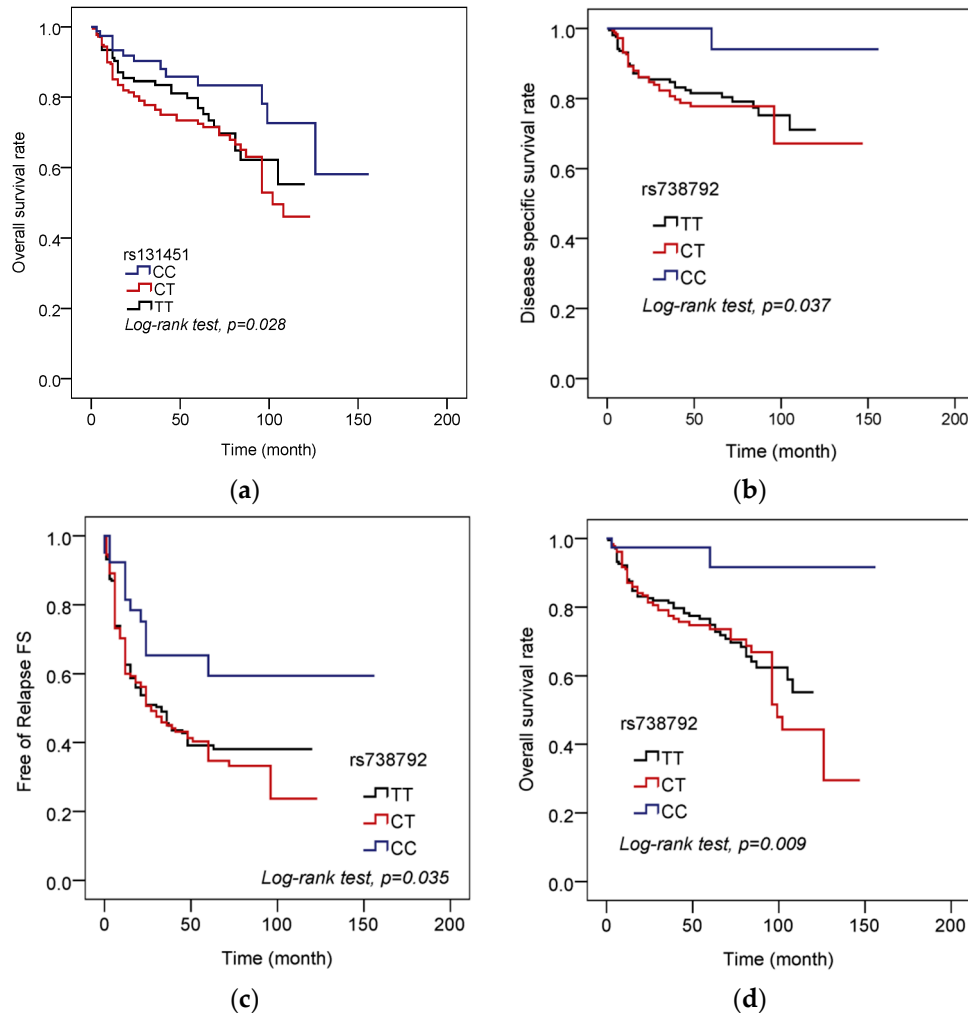 Overall survival rate
1.0
0.8
0.6
0.4
0.2
0.0
rs131451
CC
CT
TT
Log-rank test, p=0.028
0 50 100 150 200
Time (month)
(a)
Disease specific survival rate
1.0
0.8
0.6
0.4
0.2
0.0
rs738792
TT
CT
CC
Log-rank test, p=0.037
0 50 100 150 200
Time (month)
(b)
Free of Relapse FS
1.0
0.8
0.6
0.4
0.2
0.0
rs738792
TT
CT
CC
Log-rank test, p=0.035
0 50 100 150 200
Time (month)
(c)
Overall survival rate
1.0
0.8
0.6
0.4
0.2
0.0
rs738792
TT
CT
CC
Log-rank test, p=0.009
0 50 100 150 200
Time (month)
(d)